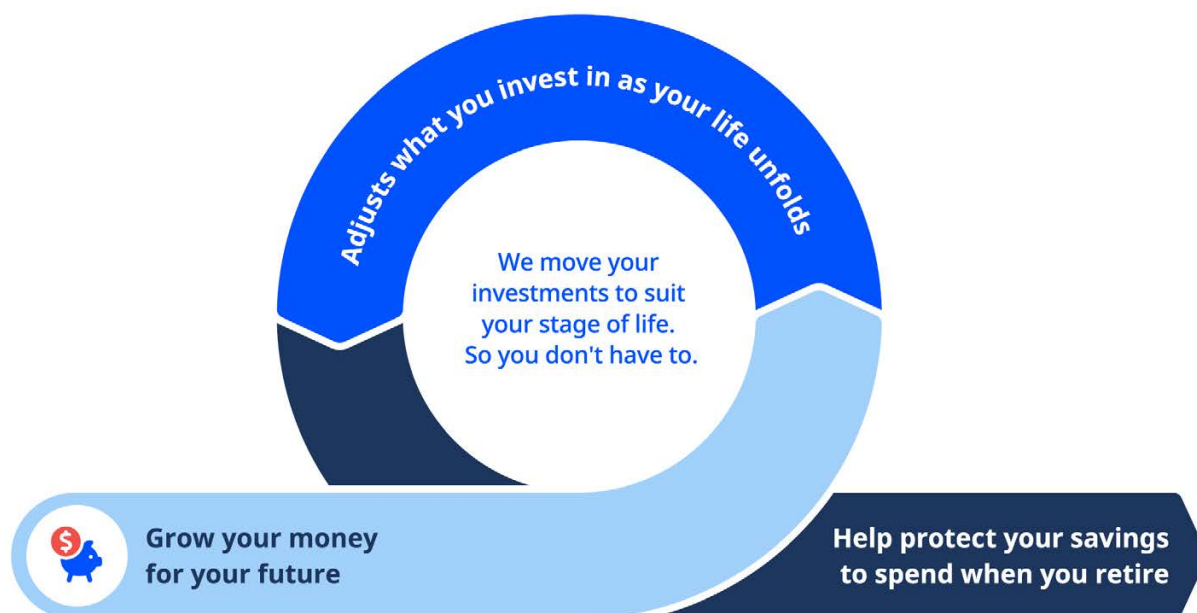 Adjusts what you invest in as your life unfolds
We move your
investments to suit
your stage of life.
So you don't have to.
$
Grow your money
for your future
Help protect your savings
to spend when you retire